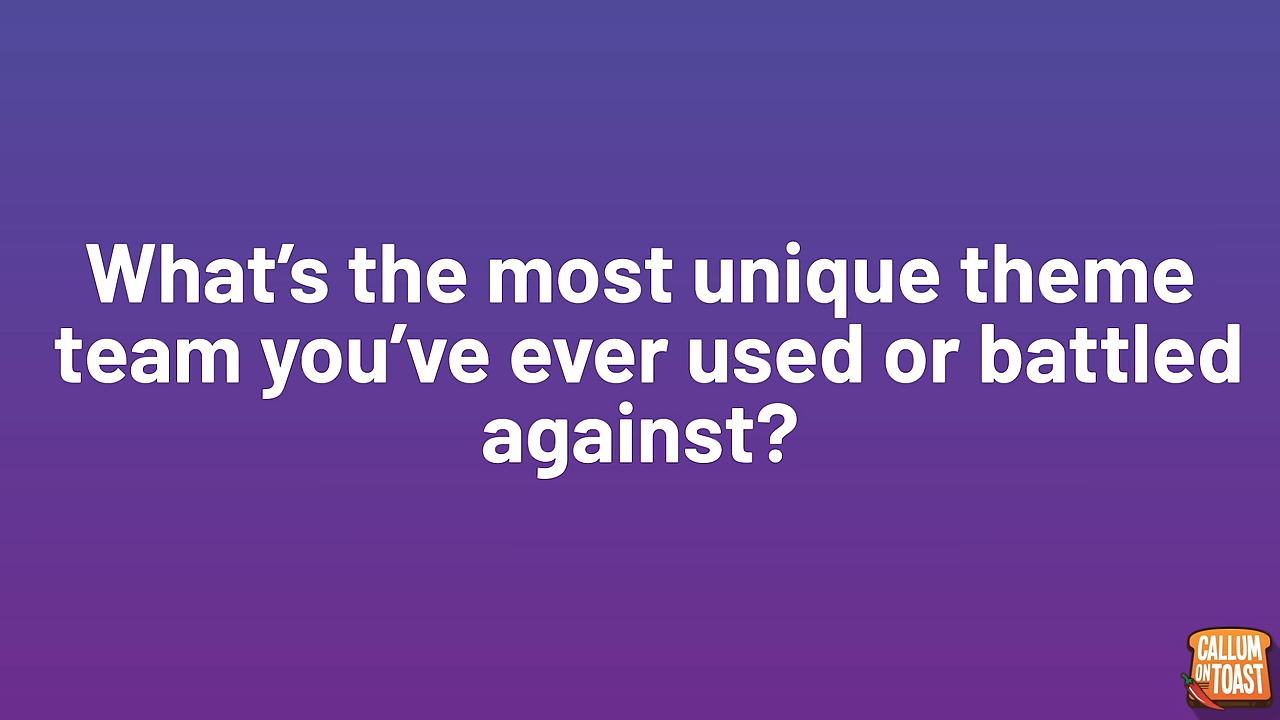 What’s the most unique theme
team you’ve ever used or battled
against?
CALLUM
ON TOAST